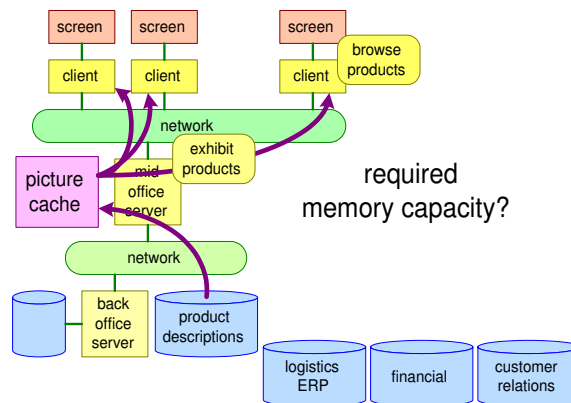 screen
screen
screen
client
client
client
browse
products
network
exhibit
products
picture
cache
mid
office
server
required
memory capacity?
network
back
office
server
product
descriptions
logistics
ERP
financial
customer
relations